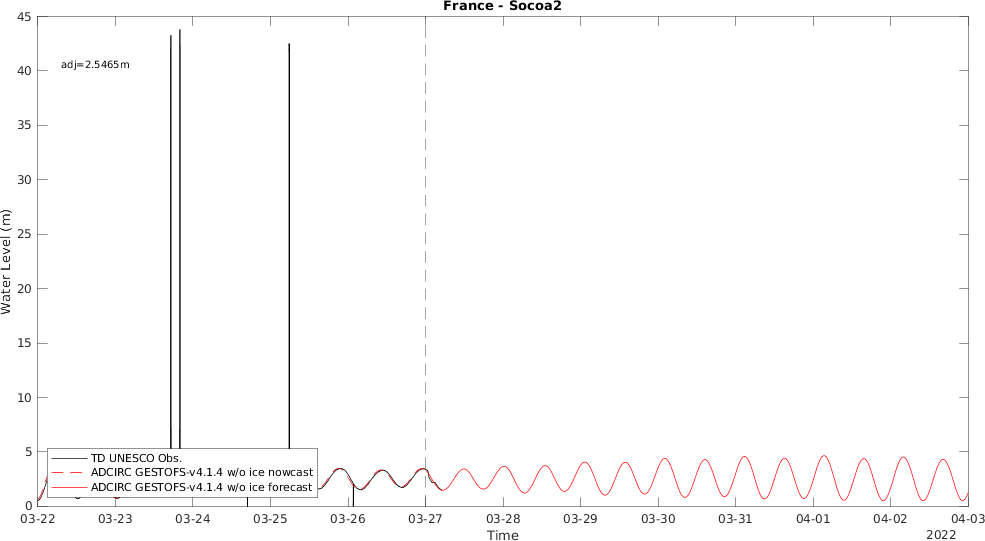 France - Socoa2
45
40
35
30
25
20
15
10
5
0
adj=2.5465m
Water Level (m)
TD UNESCO Obs.
ADCIRC GESTOFS-v4.1.4 w/o ice nowcast
ADCIRC GESTOFS-v4.1.4 w/o ice forecast
03-22 03-23 03-24 03-25 03-26 03-27 03-28 03-29 03-30 03-31 04-01 04-02 04-03
Time
2022